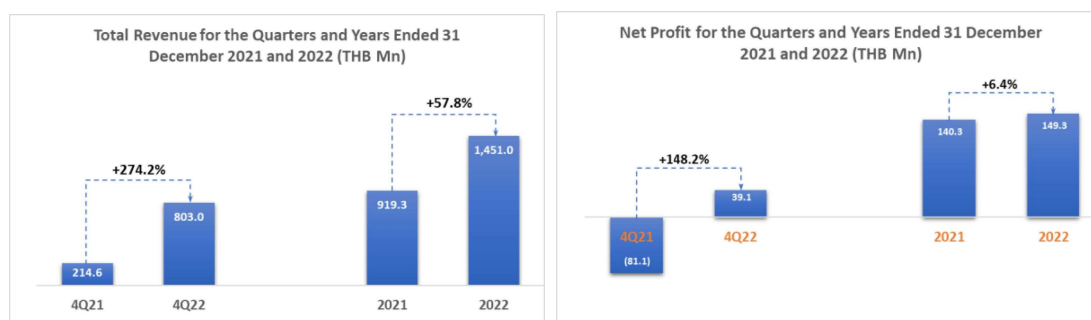 Total Revenue for the Quarters and Years Ended 31
December 2021 and 2022 (THB Mn)
+57.8%
1,451.0
+274.2%
919.3
803.0
214.6
4Q21 4Q22 2021 2022
Net Profit for the Quarters and Years Ended 31 December
2021 and 2022 (THB Mn)
+6.4%
140.3 149.3
+148.2%
39.1
4Q21 4Q22 2021 2022
(81.1)